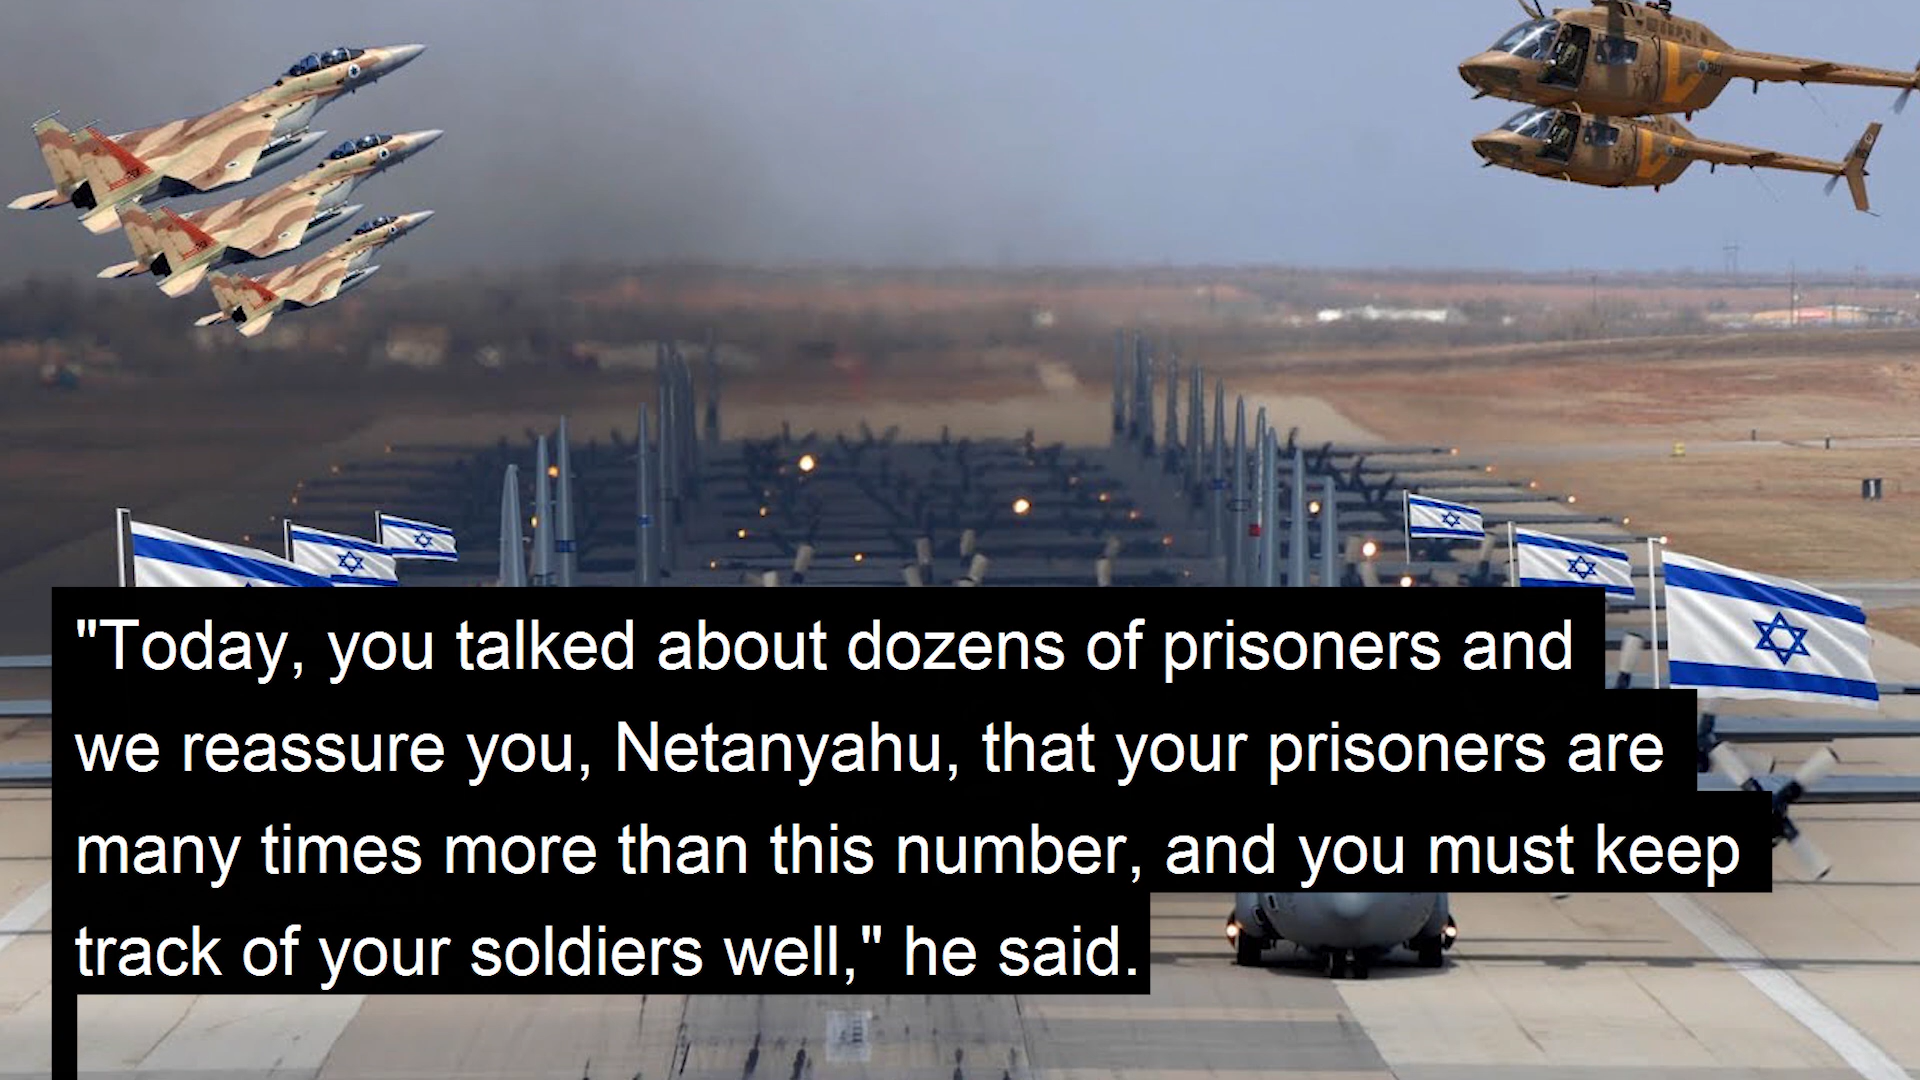 "Today, you talked about dozens of prisoners and
we reassure you, Netanyahu, that your prisoners are
many times more than this number, and you must keep
track of your soldiers well," he said.